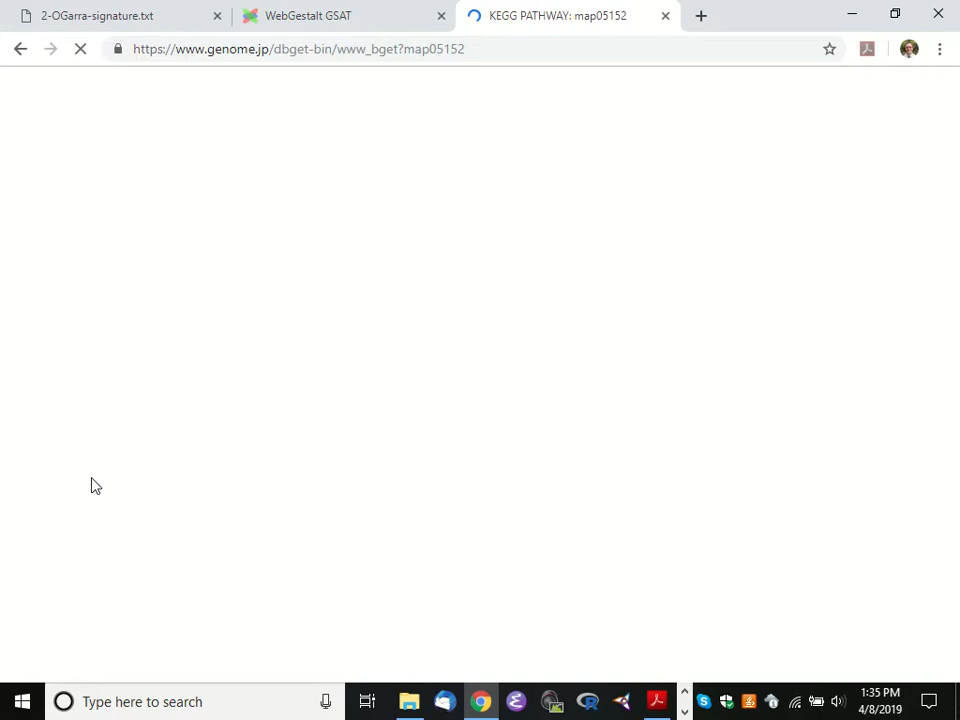 2-OGarra-signature.txt
WebGestalt GSAT
KEGG PATHWAY: map05152
https://www.genome.jp/dbget-bin/www_bget?map05152
Type here to search
1:35 PM
4/8/2019